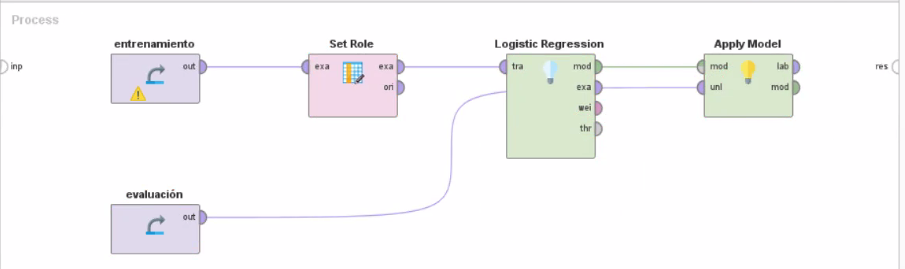 Process
entrenamiento
Set Role
Logistic Regression
Apply Model
inp
out
exa
exa
tra
mod
mod
lab
res
ori
exa
unl
mod
wei
thr
evaluación
out